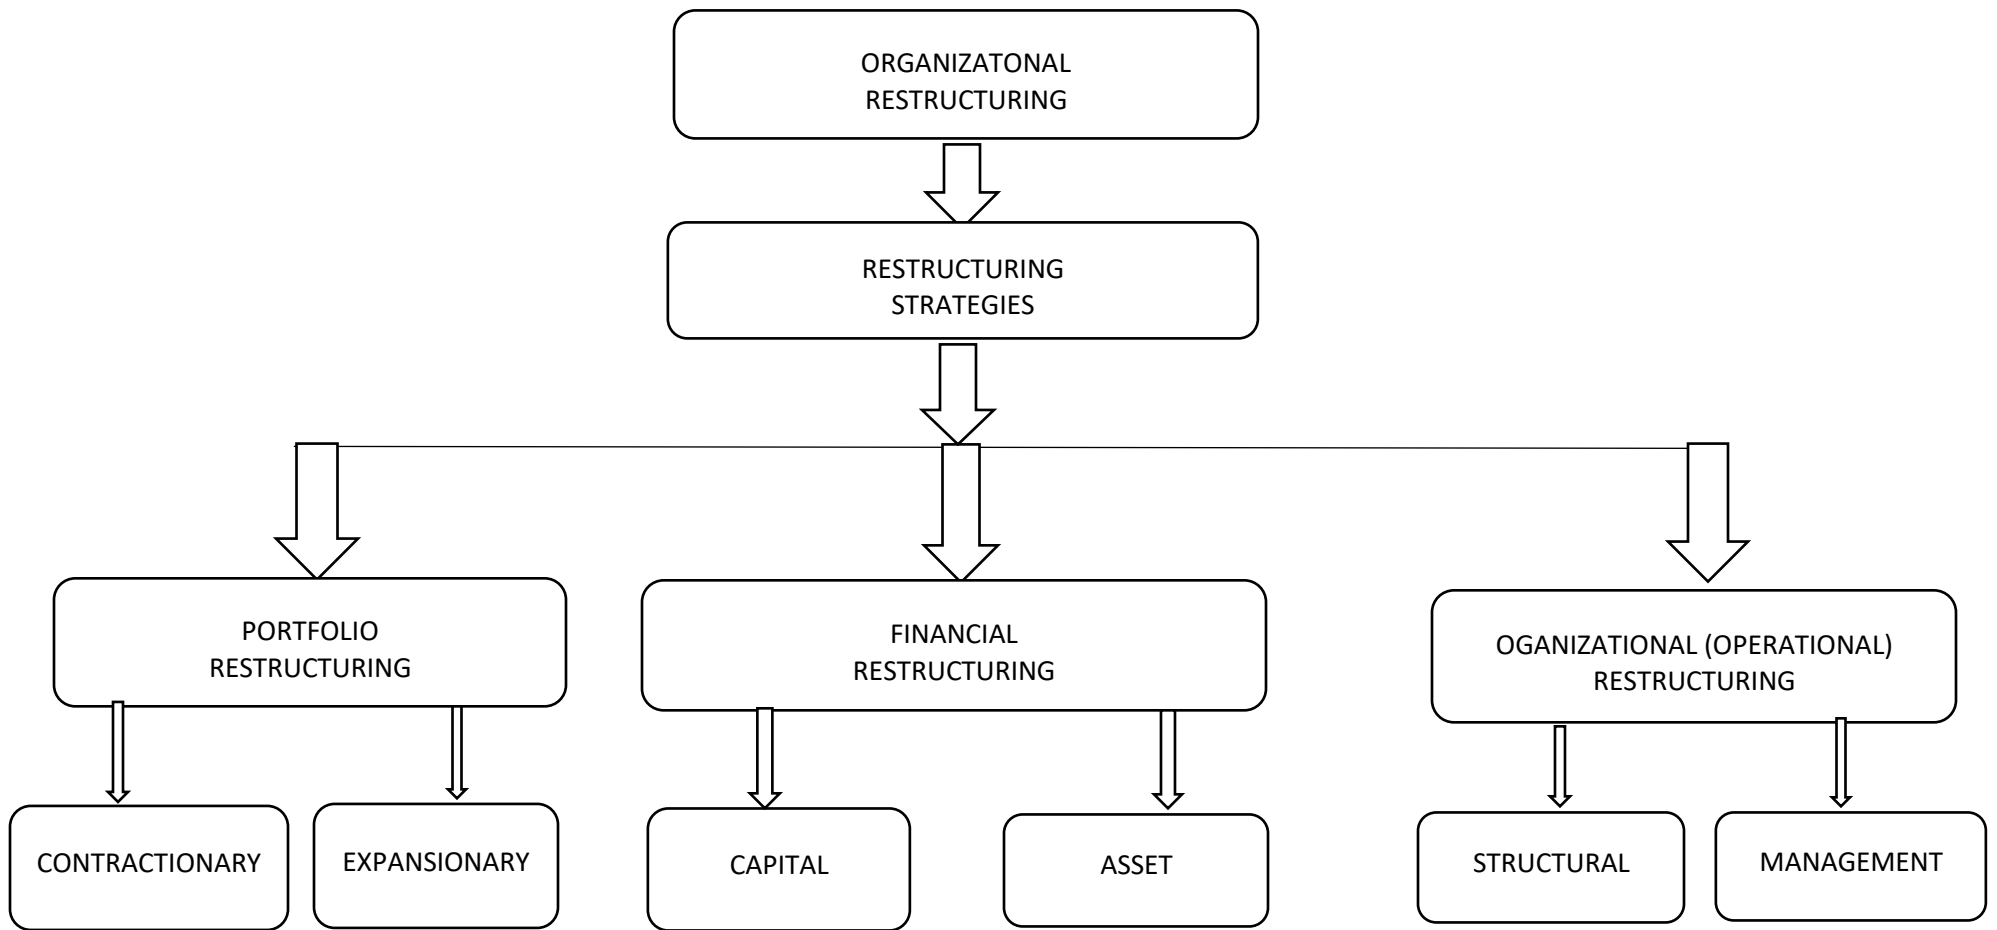 ORGANIZATONAL
RESTRUCTURING
RESTRUCTURING
STRATEGIES
PORTFOLIO
RESTRUCTURING
FINANCIAL
RESTRUCTURING
OGANIZATIONAL (OPERATIONAL)
RESTRUCTURING
CONTRACTIONARY
EXPANSIONARY
CAPITAL
ASSET
STRUCTURAL
MANAGEMENT